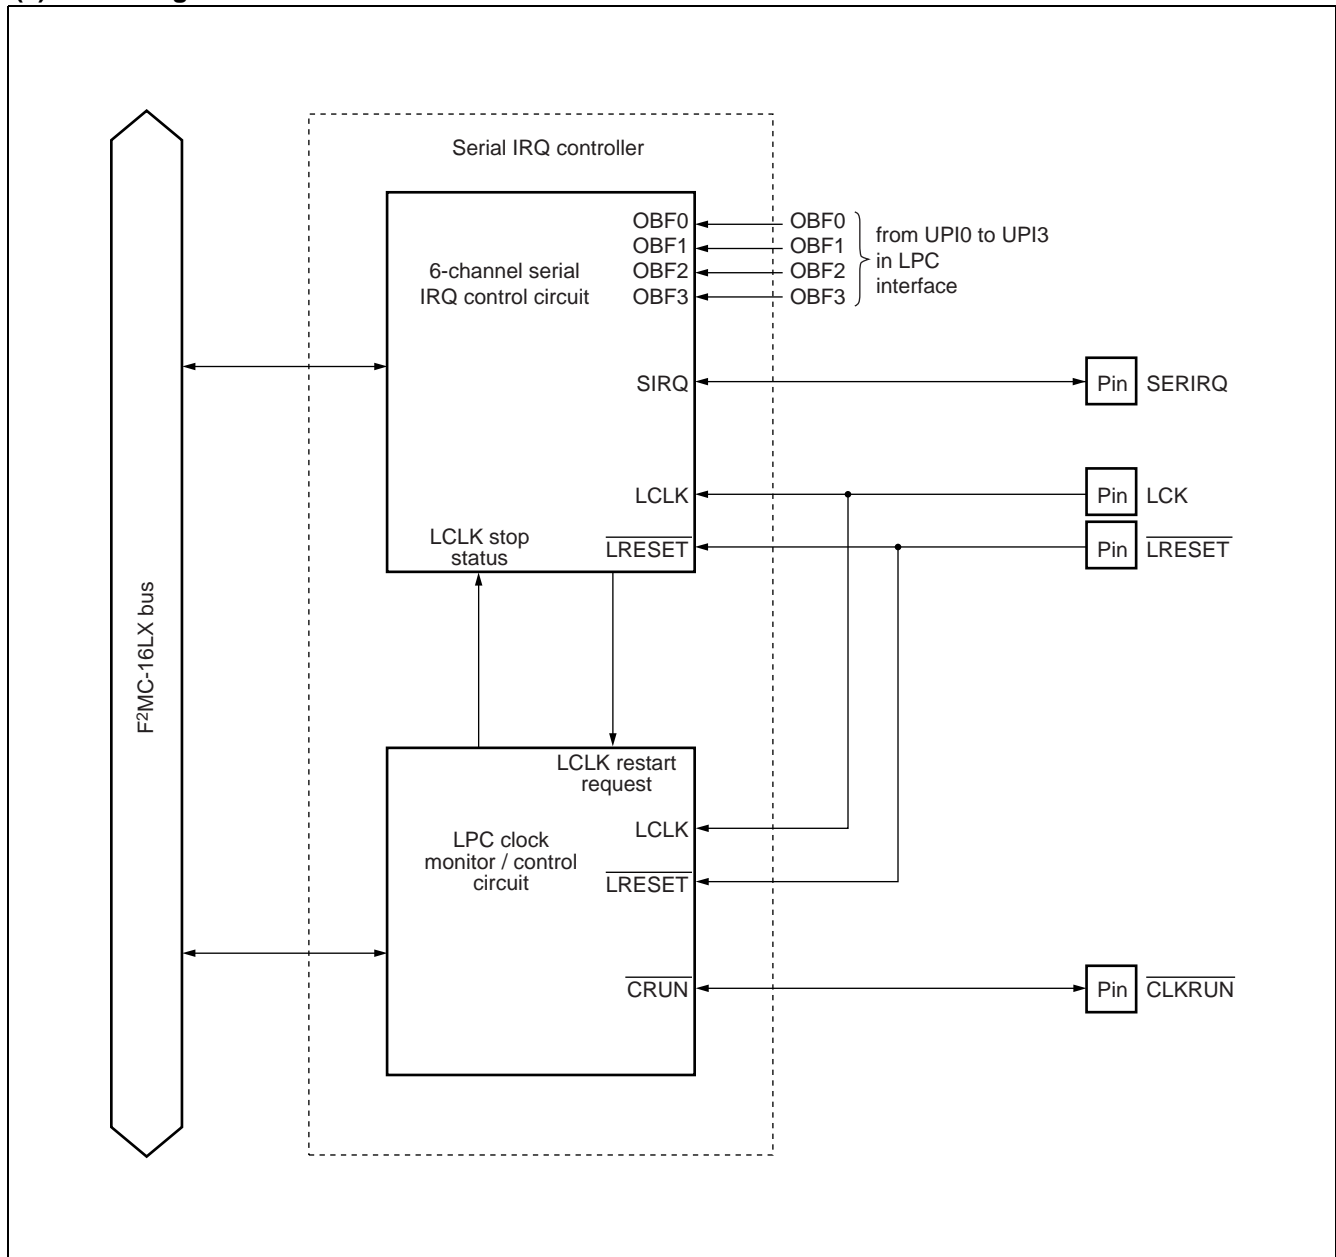 Serial IRQ controller
OBF0
OBF1
OBF2
OBF3
6-channel serial
IRQ control circuit
OBF0
OBF1
OBF2
OBF3
from UPI0 to UPI3
in LPC
interface
SIRQ
Pin SERIRQ
LCLK
Pin LCK
LCLK stop
status
LRESET
Pin LRESET
F²MC-16LX bus
LCLK restart
request
LCLK
LPC clock
monitor / control
circuit
LRESET
CRUN
Pin CLKRUN